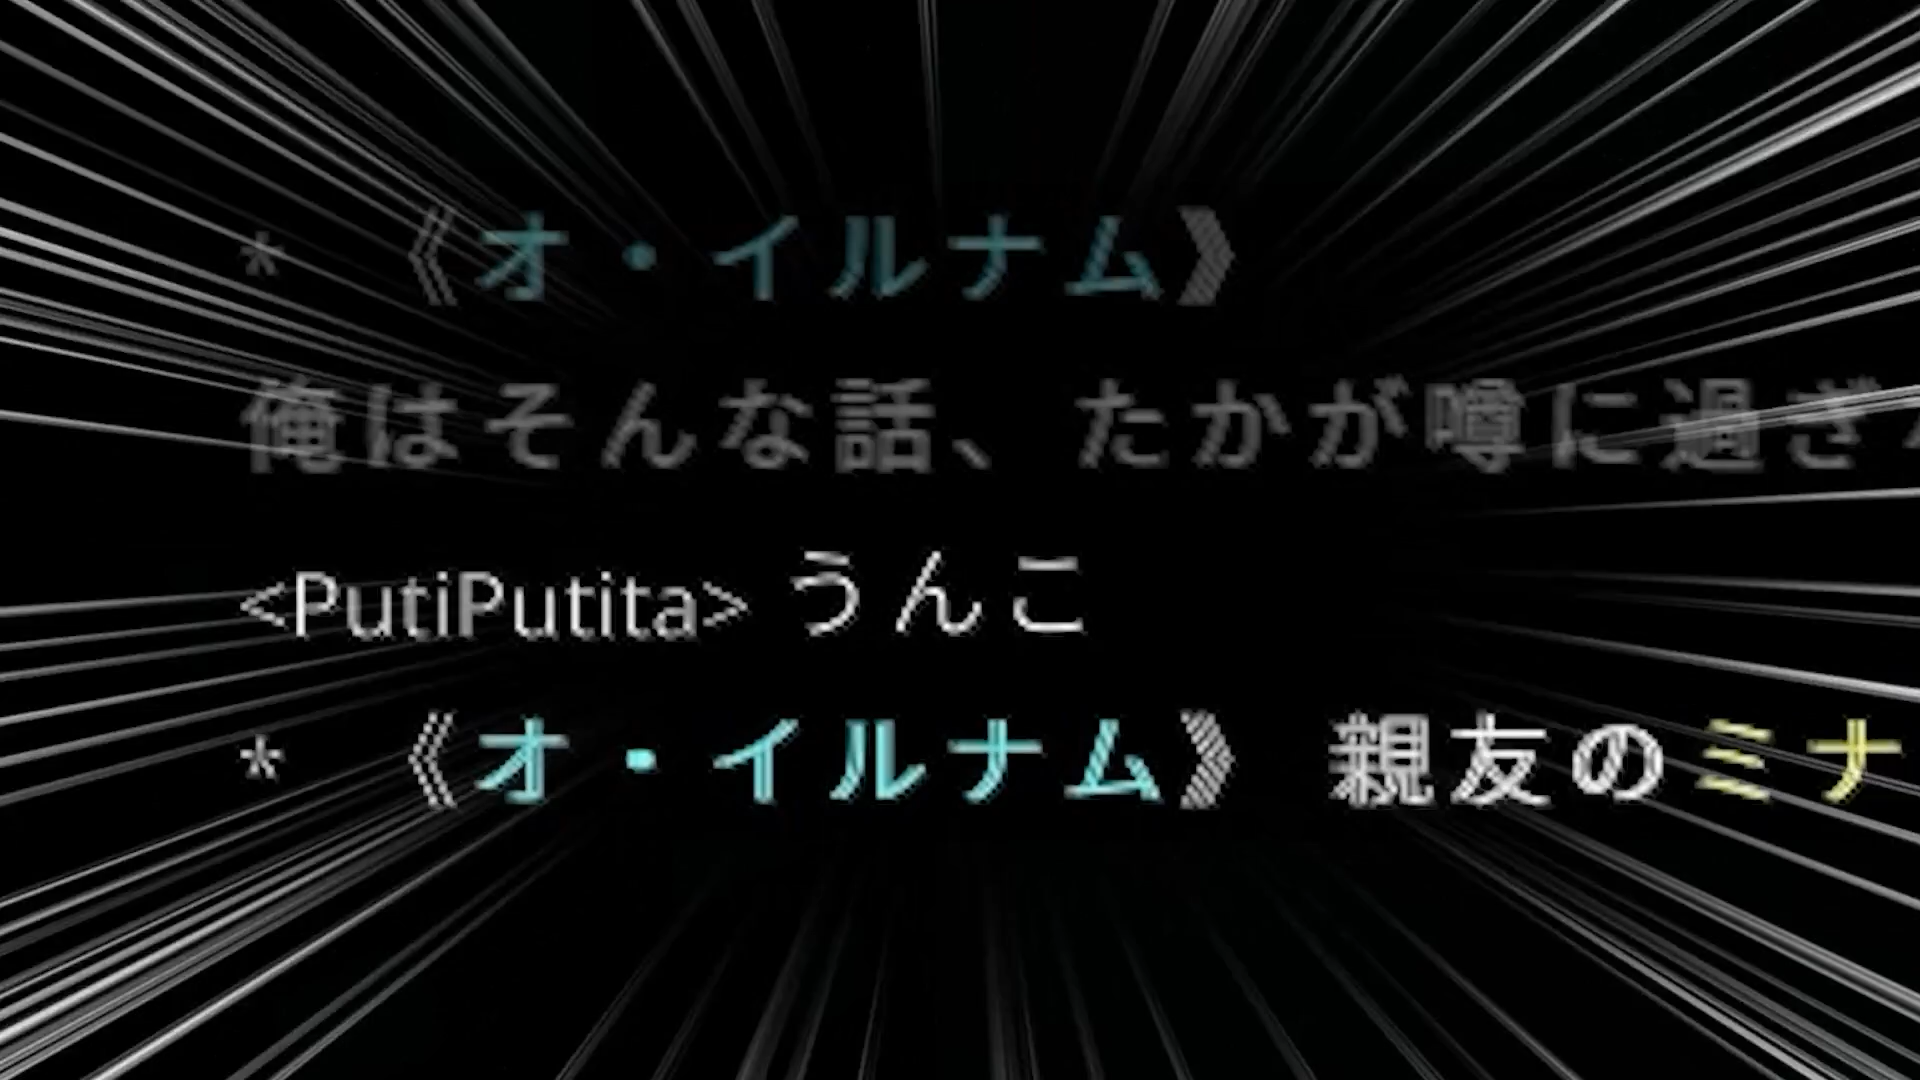 * 《オ・イルナム》
俺はそんな話、たかが噂に過ぎ
<PutiPutita> うんこ
* 《オ・イルナム》 親友のミナ